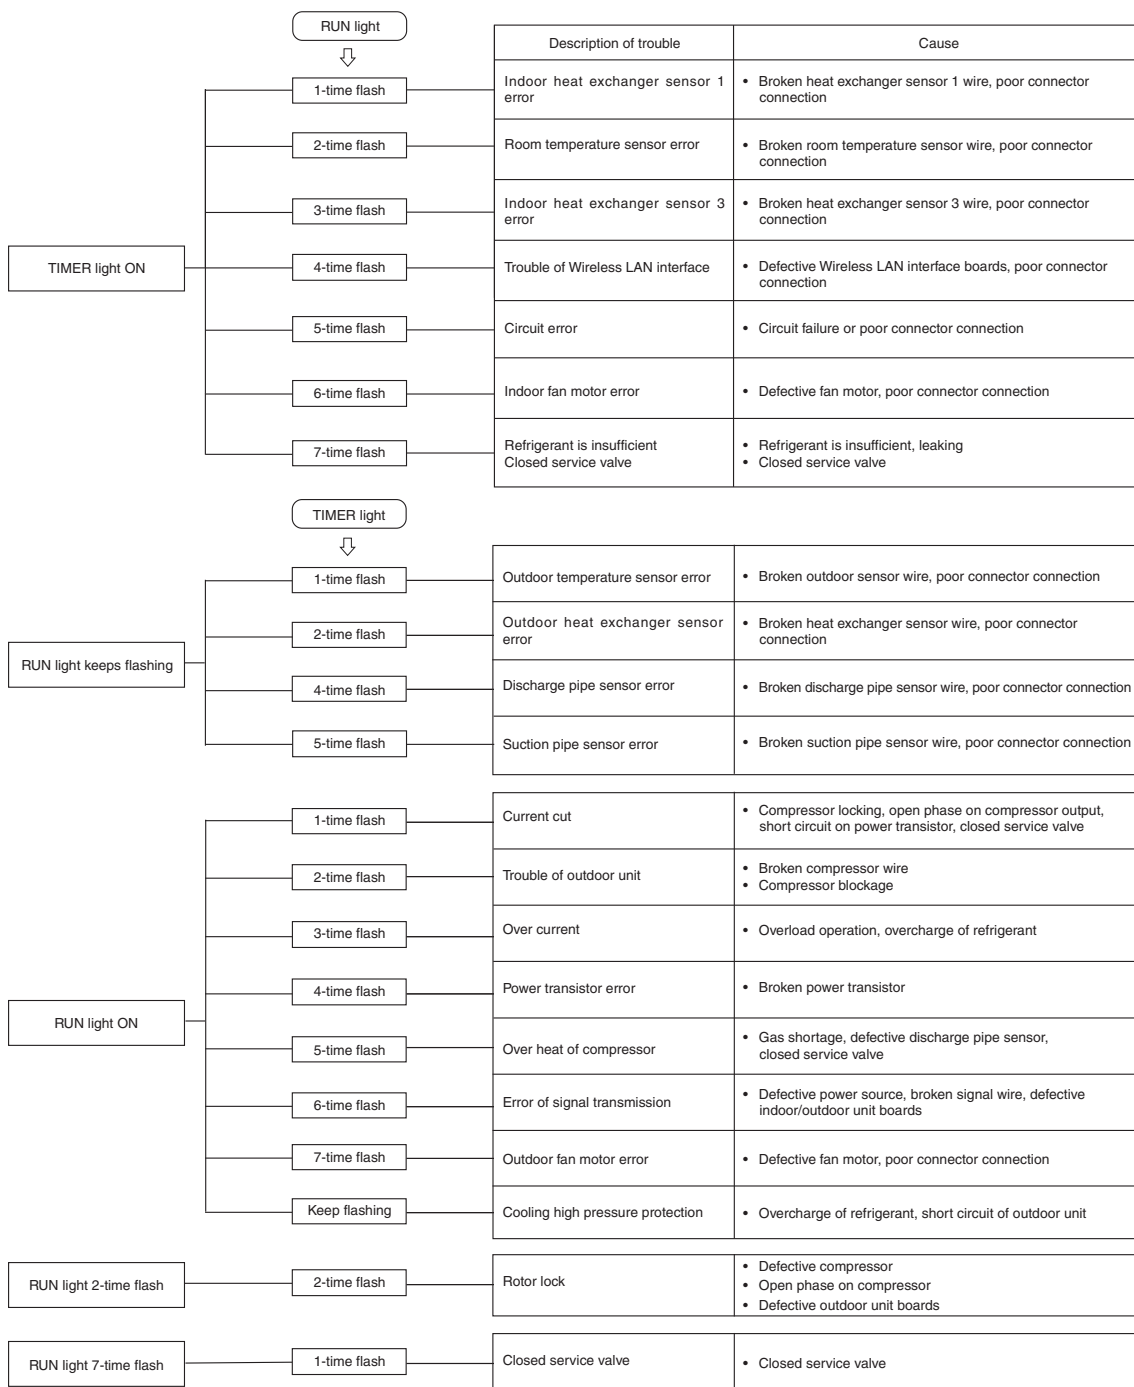 RUN light
Description of trouble
Cause
1-time flash
Indoor heat exchanger sensor 1
error
• Broken heat exchanger sensor 1 wire, poor connector
connection
2-time flash
Room temperature sensor error
• Broken room temperature sensor wire, poor connector
connection
3-time flash
Indoor heat exchanger sensor 3
error
• Broken heat exchanger sensor 3 wire, poor connector
connection
TIMER light ON
4-time flash
Trouble of Wireless LAN interface
• Defective Wireless LAN interface boards, poor connector
connection
5-time flash
Circuit error
• Circuit failure or poor connector connection
6-time flash
Indoor fan motor error
• Defective fan motor, poor connector connection
7-time flash
Refrigerant is insufficient
Closed service valve
• Refrigerant is insufficient, leaking
• Closed service valve
TIMER light
1-time flash
Outdoor temperature sensor error
• Broken outdoor sensor wire, poor connector connection
2-time flash
Outdoor heat exchanger sensor
error
• Broken heat exchanger sensor wire, poor connector
connection
RUN light keeps flashing
4-time flash
Discharge pipe sensor error
• Broken discharge pipe sensor wire, poor connector connection
5-time flash
Suction pipe sensor error
• Broken suction pipe sensor wire, poor connector connection
1-time flash
Current cut
• Compressor locking, open phase on compressor output,
short circuit on power transistor, closed service valve
2-time flash
Trouble of outdoor unit
• Broken compressor wire
• Compressor blockage
3-time flash
Over current
• Overload operation, overcharge of refrigerant
4-time flash
Power transistor error
• Broken power transistor
RUN light ON
5-time flash
Over heat of compressor
• Gas shortage, defective discharge pipe sensor,
closed service valve
6-time flash
Error of signal transmission
• Defective power source, broken signal wire, defective
indoor/outdoor unit boards
7-time flash
Outdoor fan motor error
• Defective fan motor, poor connector connection
Keep flashing
Cooling high pressure protection
• Overcharge of refrigerant, short circuit of outdoor unit
RUN light 2-time flash
2-time flash
Rotor lock
• Defective compressor
• Open phase on compressor
• Defective outdoor unit boards
RUN light 7-time flash
1-time flash
Closed service valve
• Closed service valve